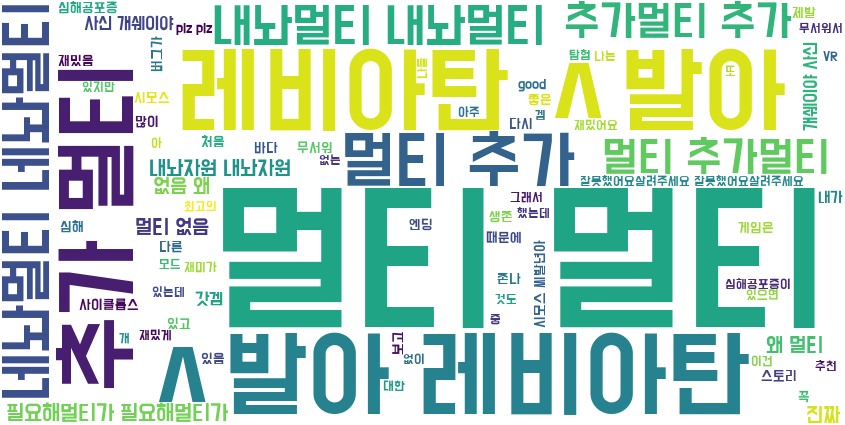 심해공포증
사신 개쉐이야 plz plz
내놔멀티 내놔멀티
추가멀티 추가
제발
무서워서
네놔멀티 네놔멀티
추가 멀티
재밌음
있지만
버그가
시모스
많이
레비아탄 ㅅ발아
나를
good
좋은
탐험
나는
또
개쉐이야 사신
VR
아주
겜
다시
재밌어요
아
처음
바다
무서워
없는
멀티 추가
멀티 추가멀티
내놔자원 내놔자원
잘못했어요살려주세요 잘못했어요살려주세요
없음 왜
최고의
그래서
내가
심해
멀티 없음
엔딩
생존
했는데
때문에
게임은
멀티 멀티
다른
모드
재미가
씨발년아 시모스
존나
것도
있는데
갓겜
심해공포증이
있으면
사이클롭스
중
있고
개
재밌게
ㅅ발아 레비아탄
있음
보고
없이
왜 멀티
이건
추천
스토리
대한
꼭
필요해멀티가 필요해멀티가
진짜